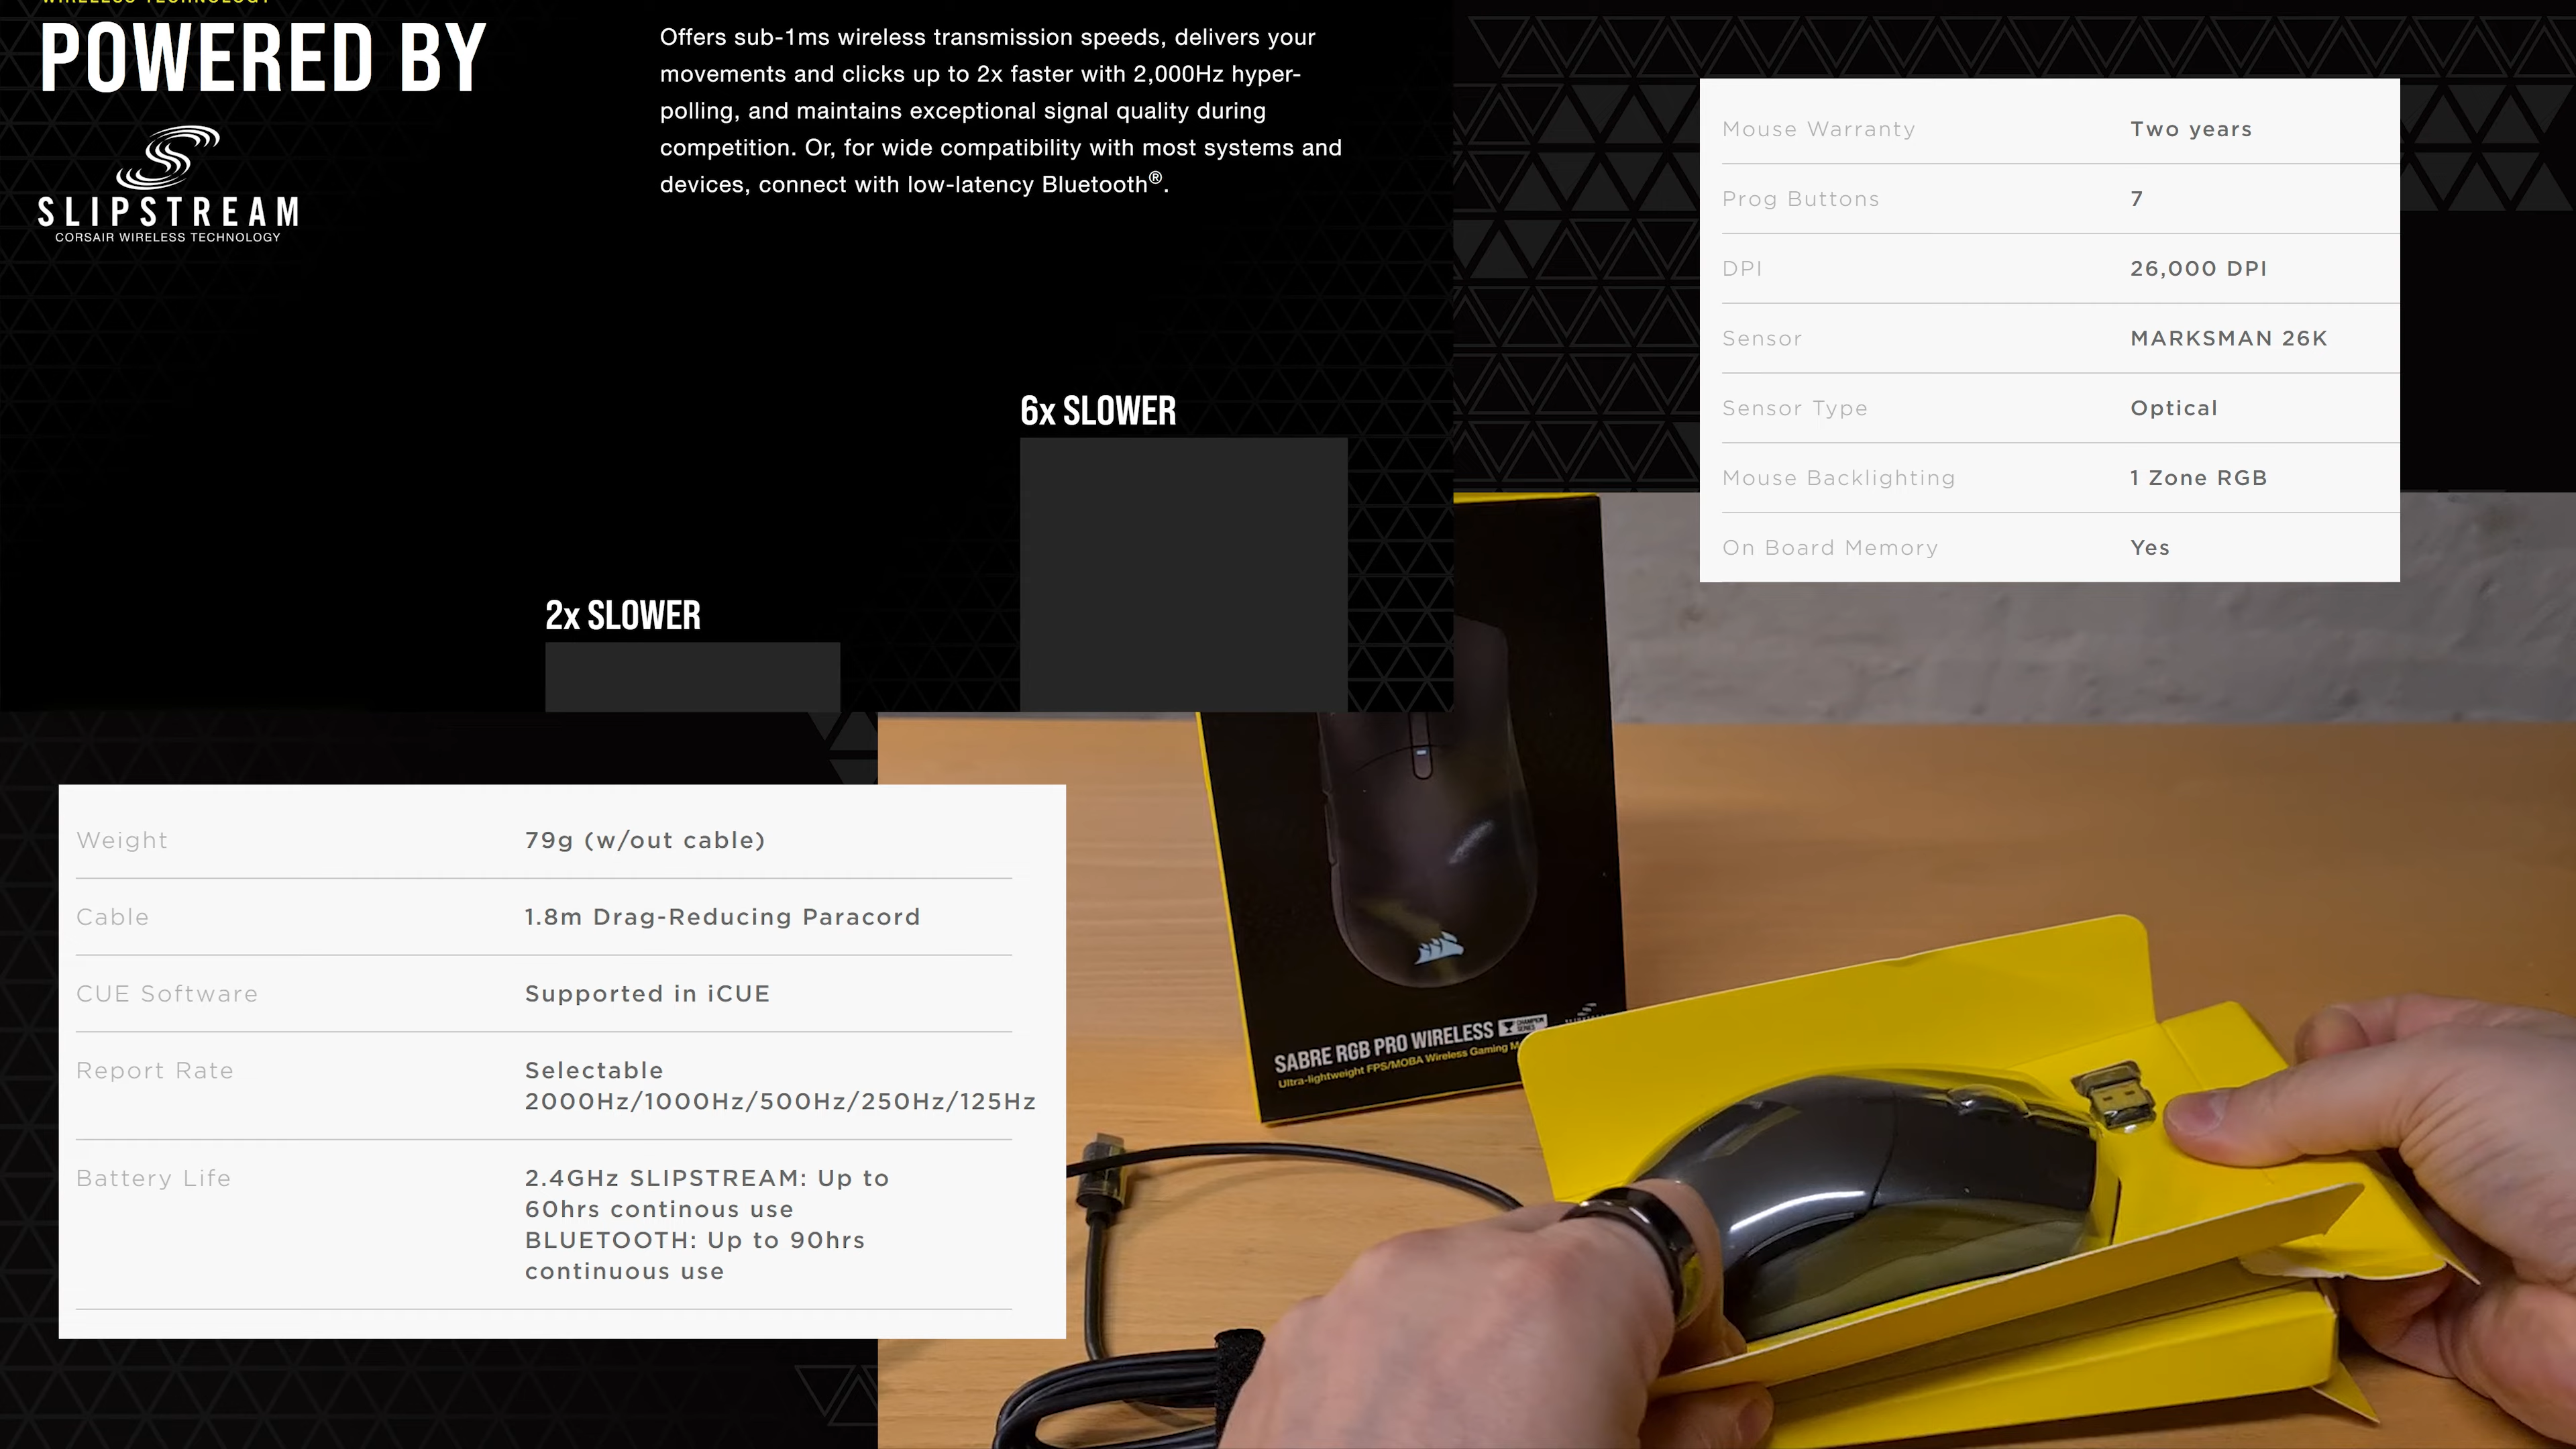 WIRELESS TECHNOLOGY
POWERED BY
SLIPSTREAM
CORSAIR WIRELESS TECHNOLOGY
Offers sub-1ms wireless transmission speeds, delivers your
movements and clicks up to 2x faster with 2,000Hz hyper-
polling, and maintains exceptional signal quality during
competition. Or, for wide compatibility with most systems and
devices, connect with low-latency Bluetooth®.
6x SLOWER
2x SLOWER
Mouse Warranty Two years
Prog Buttons 7
DPI 26,000 DPI
Sensor MARKSMAN 26K
Sensor Type Optical
Mouse Backlighting 1 Zone RGB
On Board Memory Yes
Weight 79g (w/out cable)
Cable 1.8m Drag-Reducing Paracord
CUE Software Supported in iCUE
Report Rate Selectable
2000Hz/1000Hz/500Hz/250Hz/125Hz
Battery Life 2.4GHz SLIPSTREAM: Up to
60hrs continous use
BLUETOOTH: Up to 90hrs
continuous use
SABRE RGB PRO WIRELESS CHAMPION SERIES
Ultra-lightweight FPS/MOBA Wireless Gaming